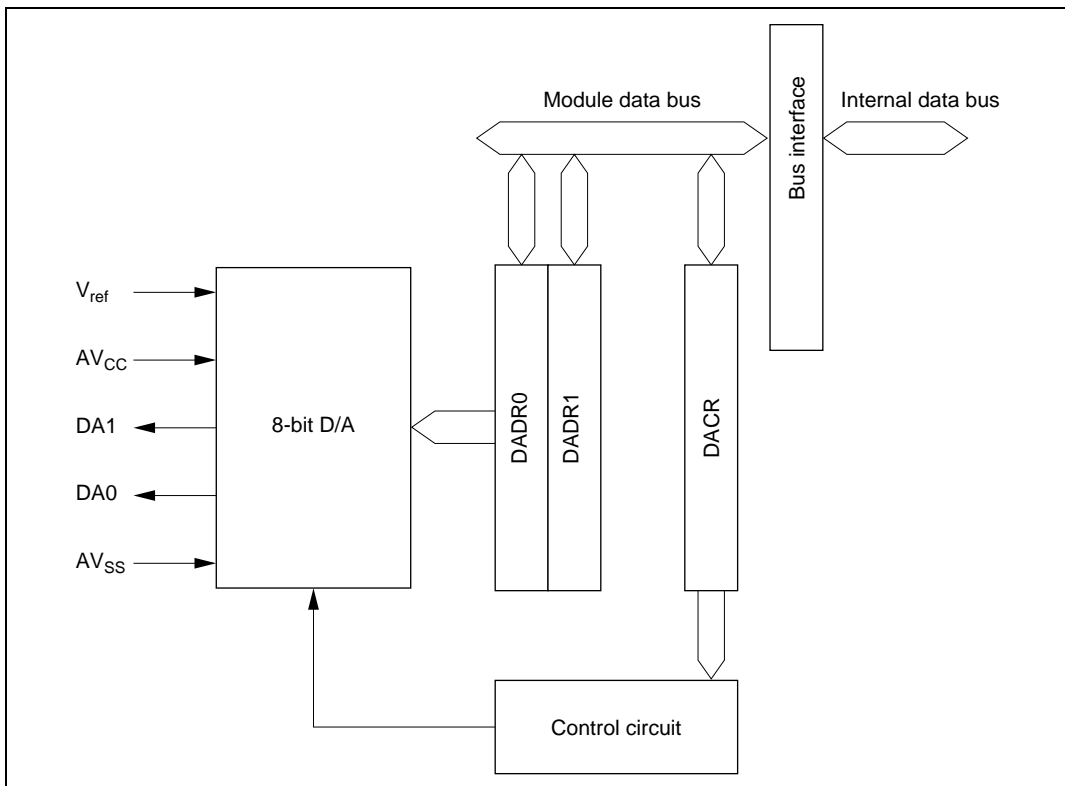 Module data bus
Internal data bus
Bus interface
Vref
AVCC
DA1
DA0
AVSS
8-bit D/A
DADR0
DADR1
DACR
Control circuit